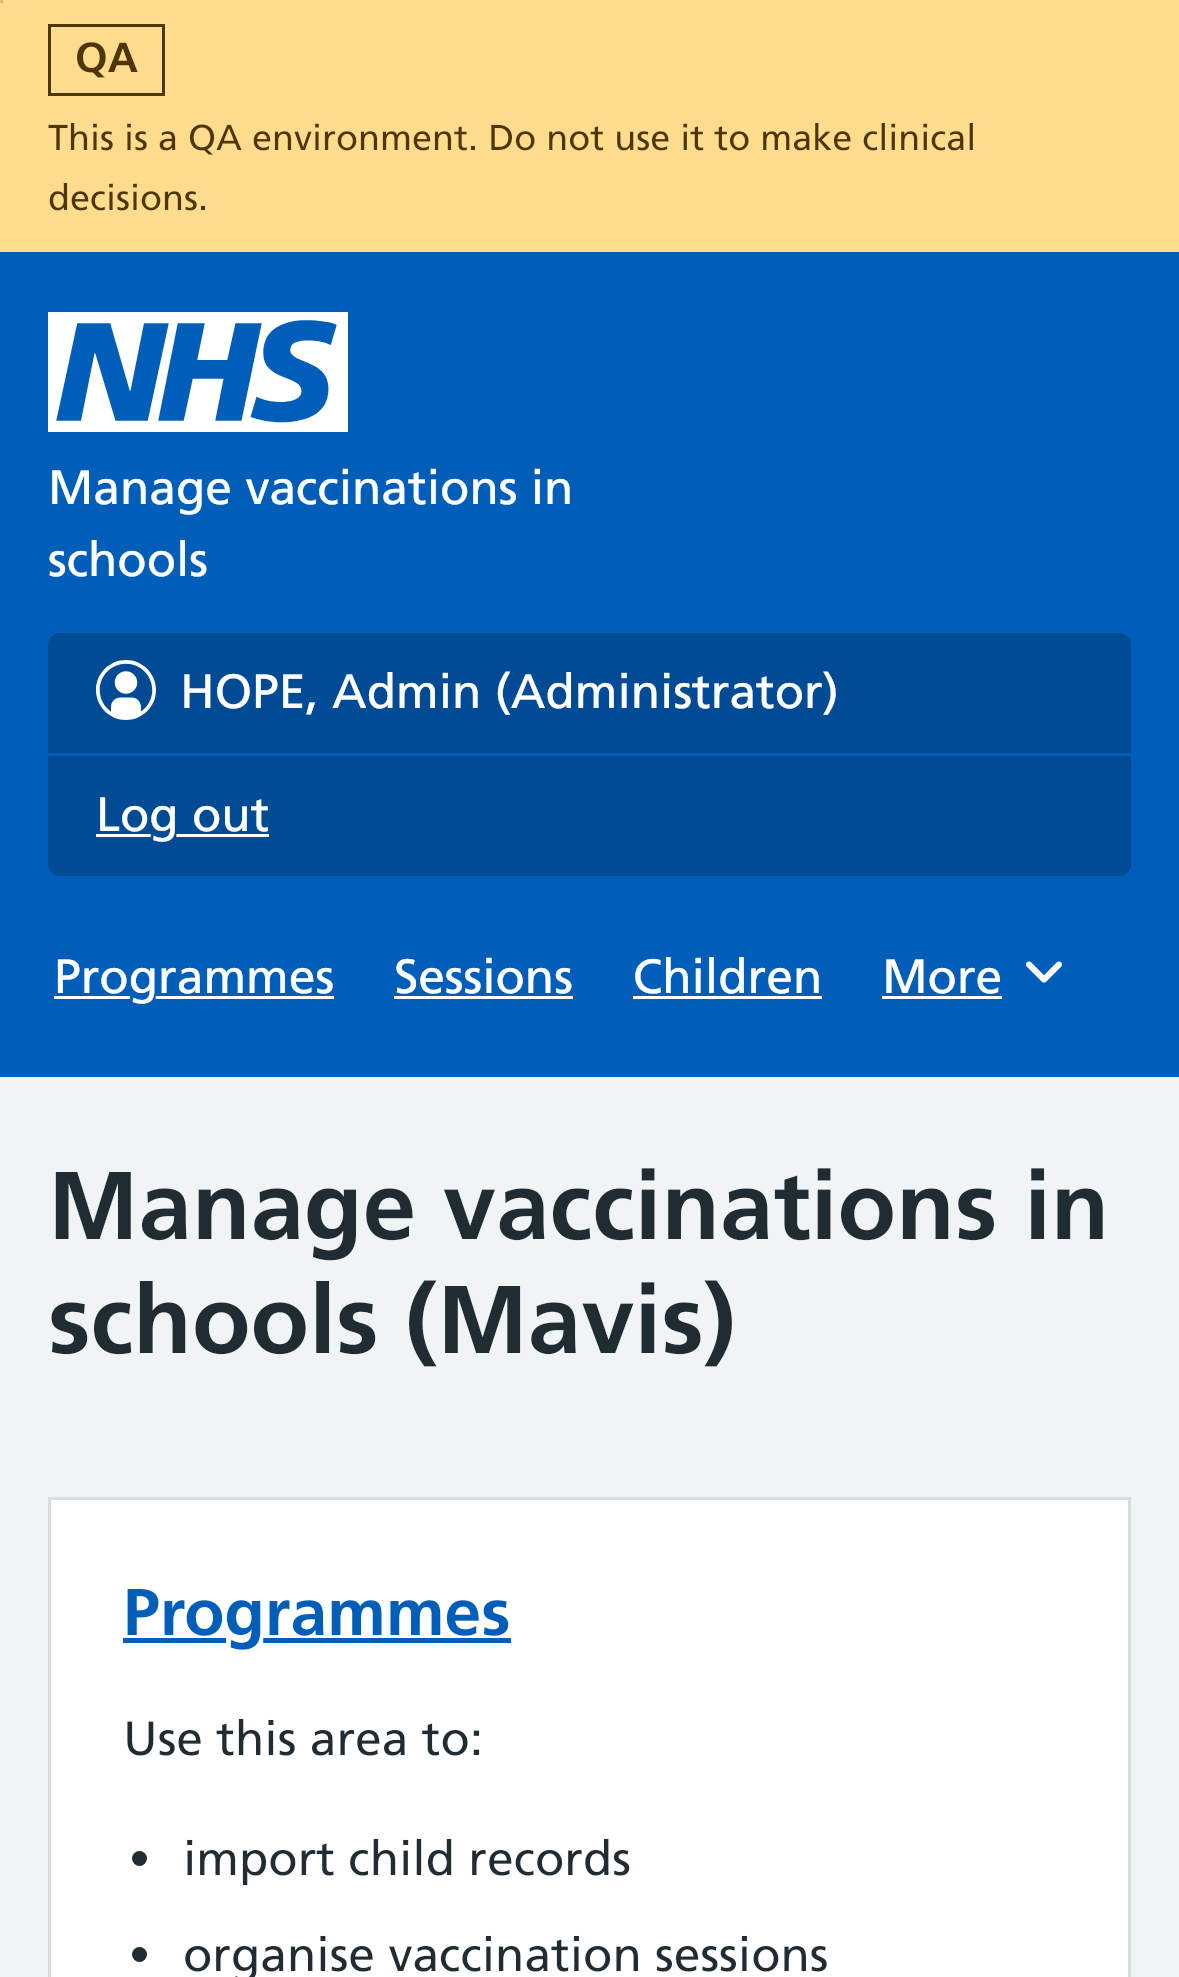 QA
This is a QA environment. Do not use it to make clinical
decisions.
NHS
Manage vaccinations in
schools
HOPE, Admin (Administrator)
Log out
Programmes Sessions Children More
Manage vaccinations in
schools (Mavis)
Programmes
Use this area to:
• import child records
• organise vaccination sessions